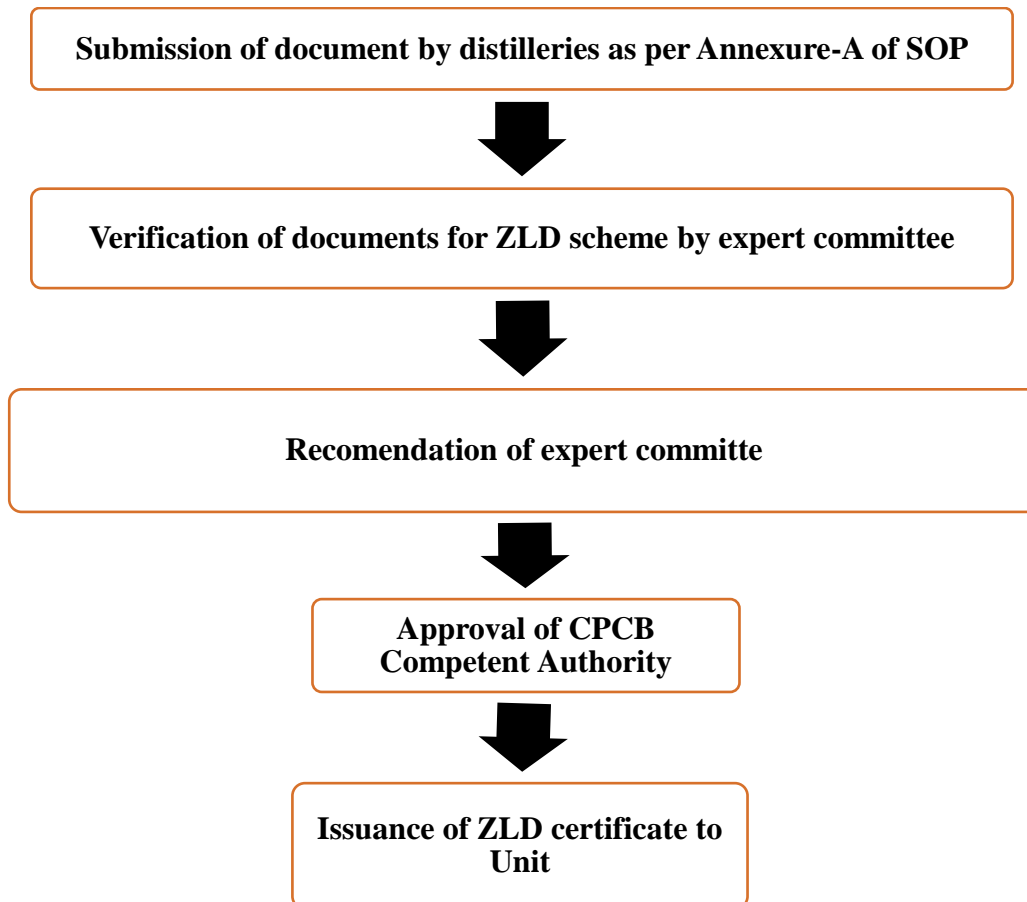 Submission of document by distilleries as per Annexure-A of SOP
Verification of documents for ZLD scheme by expert committee
Recomendation of expert committe
Approval of CPCB
Competent Authority
Issuance of ZLD certificate to
Unit